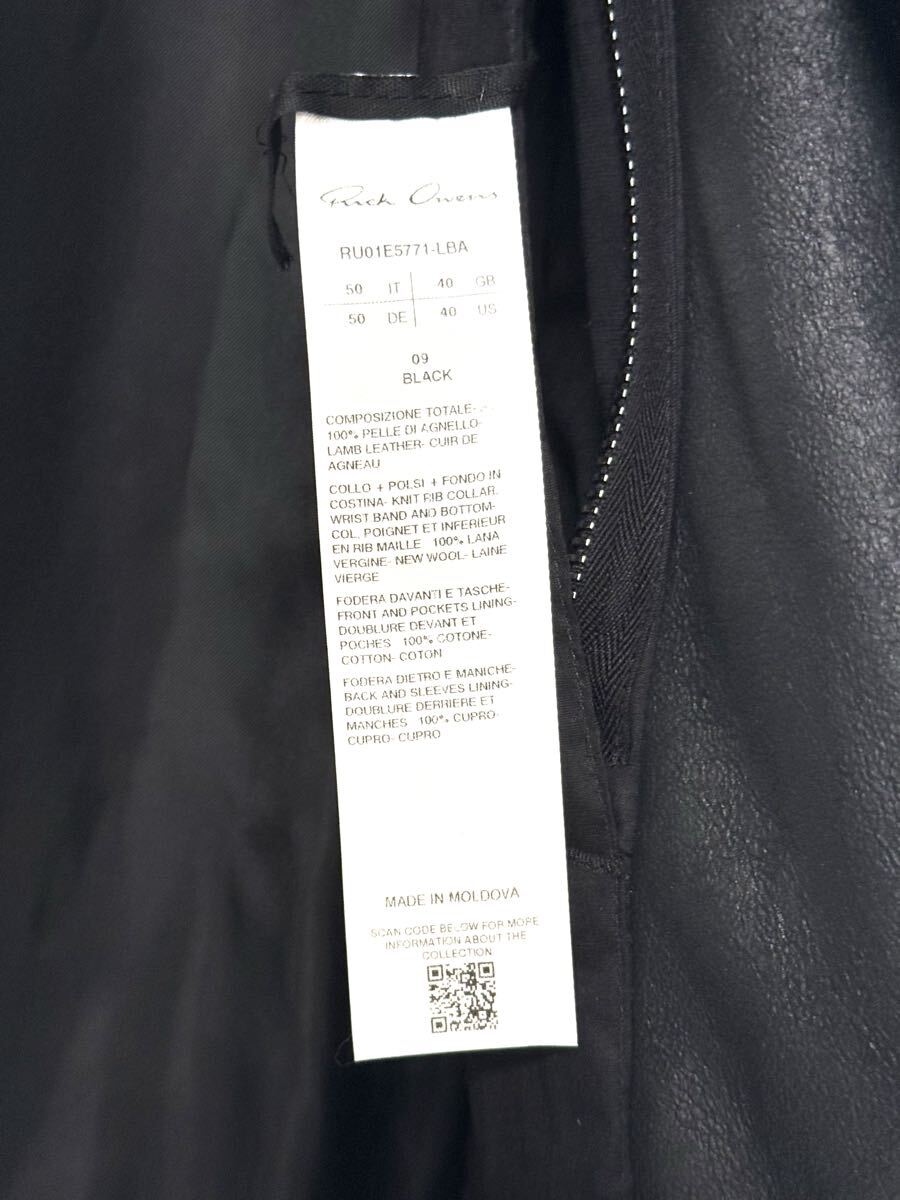 Rick Owens
RU01E5771-LBA
50 IT 40 GB
50 DE 40 US
09
BLACK
COMPOSIZIONE TOTALE-
100% PELLE DI AGNELLO-
LAMB LEATHER- CUIR DE
AGNEAU
COLLO + POLSI + FONDO IN
COSTINA- KNIT RIB COLLAR,
WRIST BAND AND BOTTOM-
COL, POIGNET ET INFERIEUR
EN RIB MAILLE 100% LANA
VERGINE- NEW WOOL- LAINE
VIERGE
FODERA DAVANTI E TASCHE-
FRONT AND POCKETS LINING-
DOUBLURE DEVANT ET
POCHES 100% COTONE-
COTTON- COTON
FODERA DIETRO E MANICHE-
BACK AND SLEEVES LINING-
DOUBLURE DERRIERE ET
MANCHES 100% CUPRO-
CUPRO- CUPRO
MADE IN MOLDOVA
SCAN CODE BELOW FOR MORE
INFORMATION ABOUT THE
COLLECTION